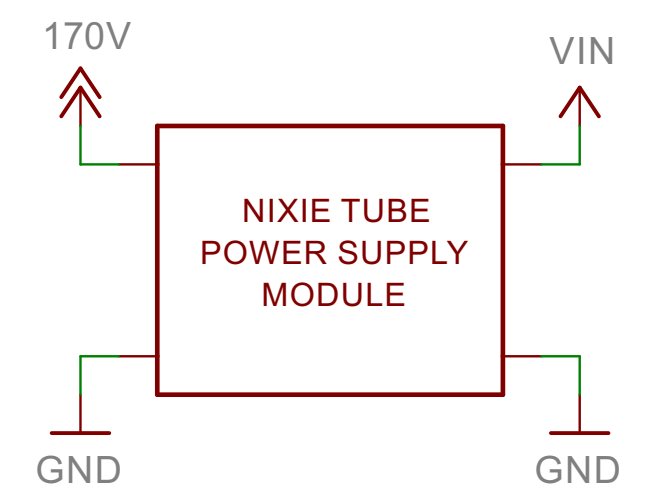 170V
VIN
NIXIE TUBE
POWER SUPPLY
MODULE
GND
GND